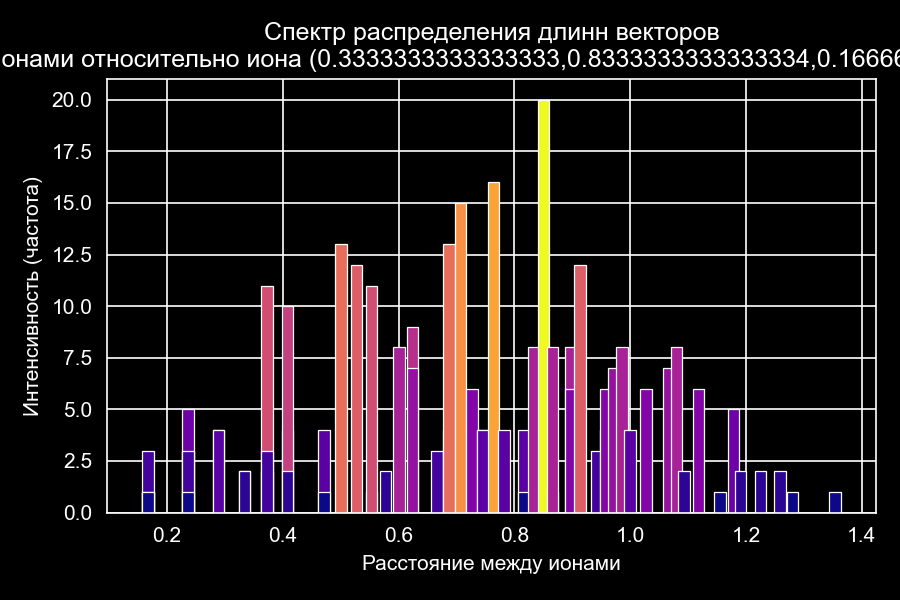 Спектр распределения длинн векторов
онами относительно иона (0.3333333333333333,0.8333333333333334,0.16666
Интенсивность (частота)
20.0
17.5
15.0
12.5
10.0
7.5
5.0
2.5
0.0
0.2 0.4 0.6 0.8 1.0 1.2 1.4
Расстояние между ионами